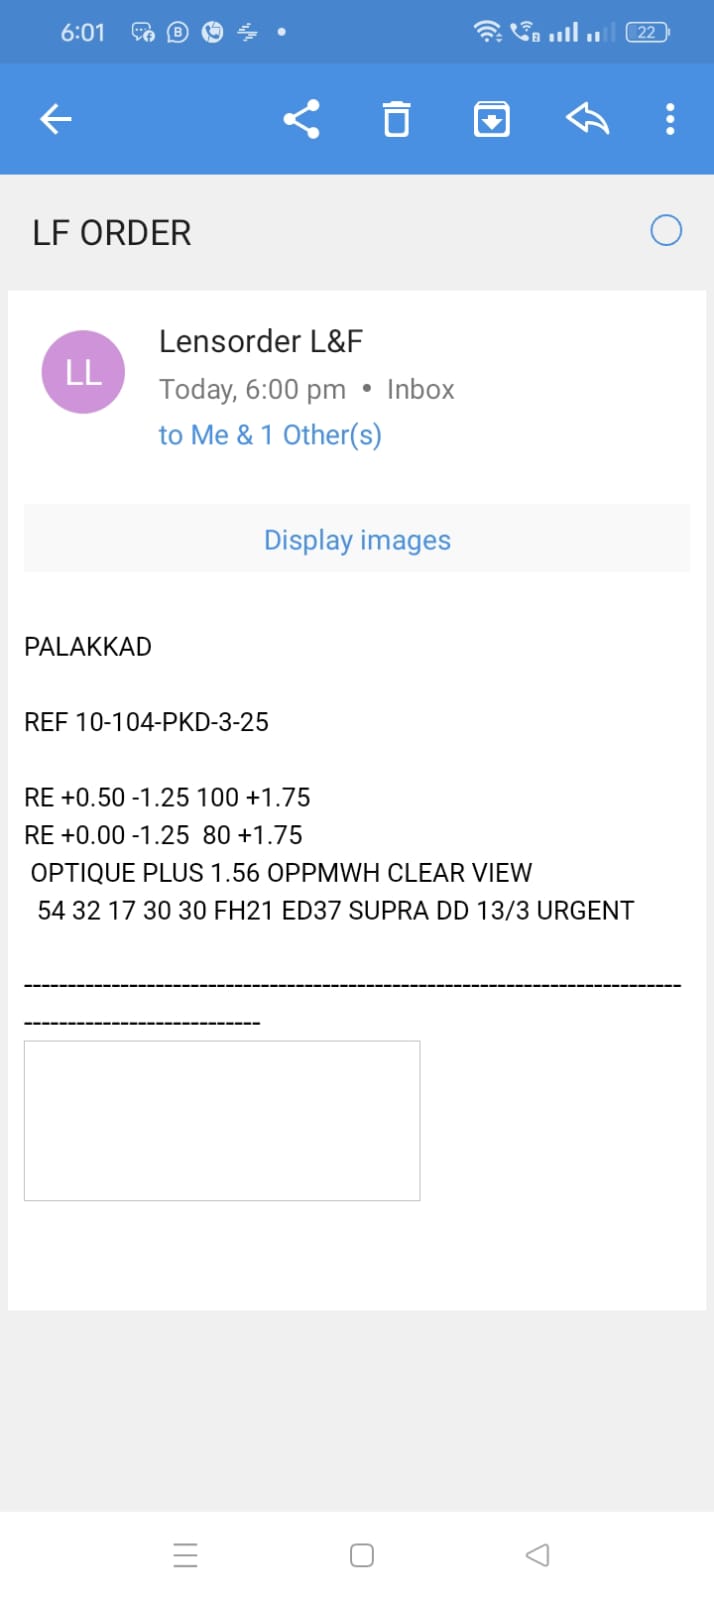 6:01
22
LF ORDER
LL
Lensorder L&F
Today, 6:00 pm • Inbox
to Me & 1 Other(s)
Display images
PALAKKAD
REF 10-104-PKD-3-25
RE +0.50 -1.25 100 +1.75
RE +0.00 -1.25  80 +1.75
OPTIQUE PLUS 1.56 OPPMWH CLEAR VIEW
54 32 17 30 30 FH21 ED37 SUPRA DD 13/3 URGENT
---------------------------------------------------------------------------
---------------------------